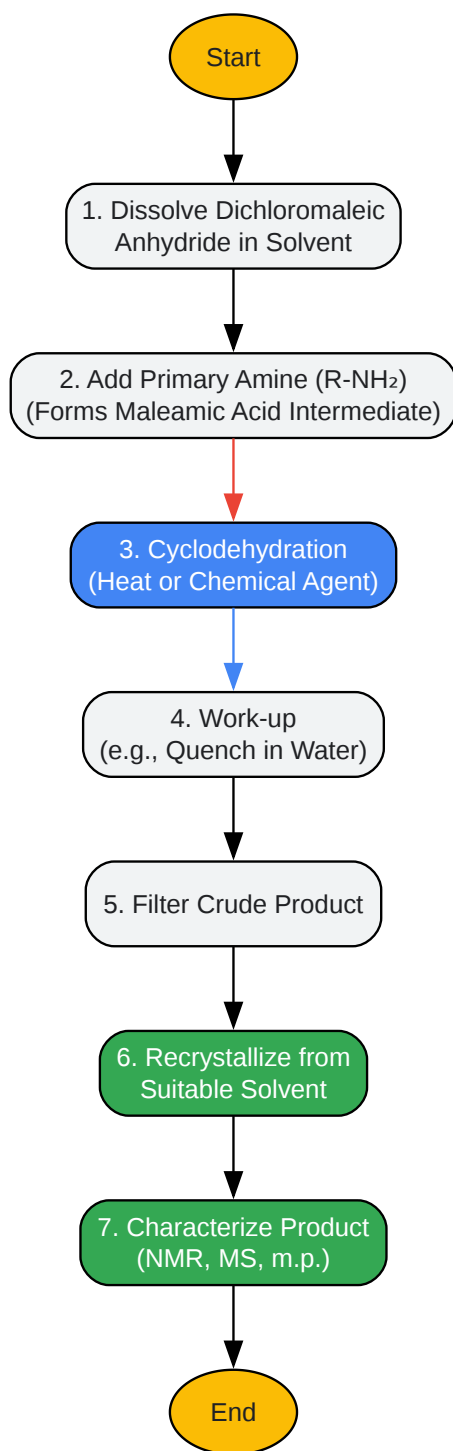 Start
1. Dissolve Dichloromaleic
Anhydride in Solvent
2. Add Primary Amine (R-NH₂)
(Forms Maleamic Acid Intermediate)
3. Cyclodehydration
(Heat or Chemical Agent)
4. Work-up
(e.g., Quench in Water)
5. Filter Crude Product
6. Recrystallize from
Suitable Solvent
7. Characterize Product
(NMR, MS, m.p.)
End